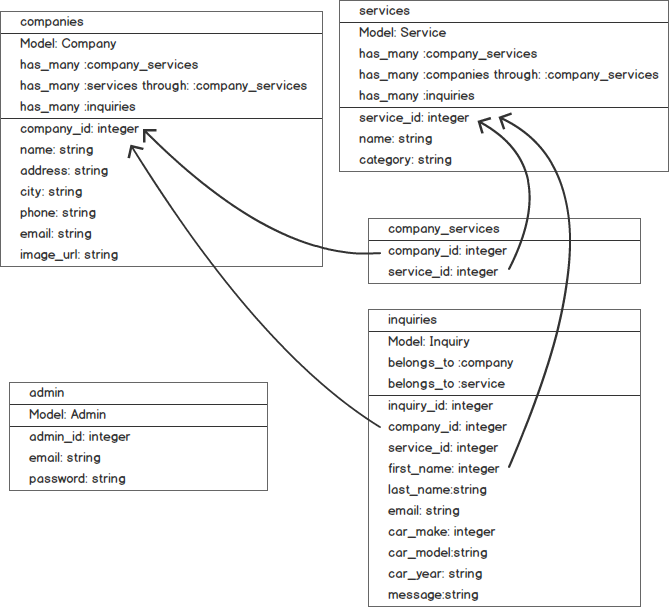 companies
Model: Company
has_many :company_services
has_many :services through: :company_services
has_many :inquiries
company_id: integer
name: string
address: string
city: string
phone: string
email: string
image_url: string
services
Model: Service
has_many :company_services
has_many :companies through: :company_services
has_many :inquiries
service_id: integer
name: string
category: string
company_services
company_id: integer
service_id: integer
inquiries
Model: Inquiry
belongs_to :company
belongs_to :service
inquiry_id: integer
company_id: integer
service_id: integer
first_name: integer
last_name:string
email: string
car_make: integer
car_model:string
car_year: string
message:string
admin
Model: Admin
admin_id: integer
email: string
password: string